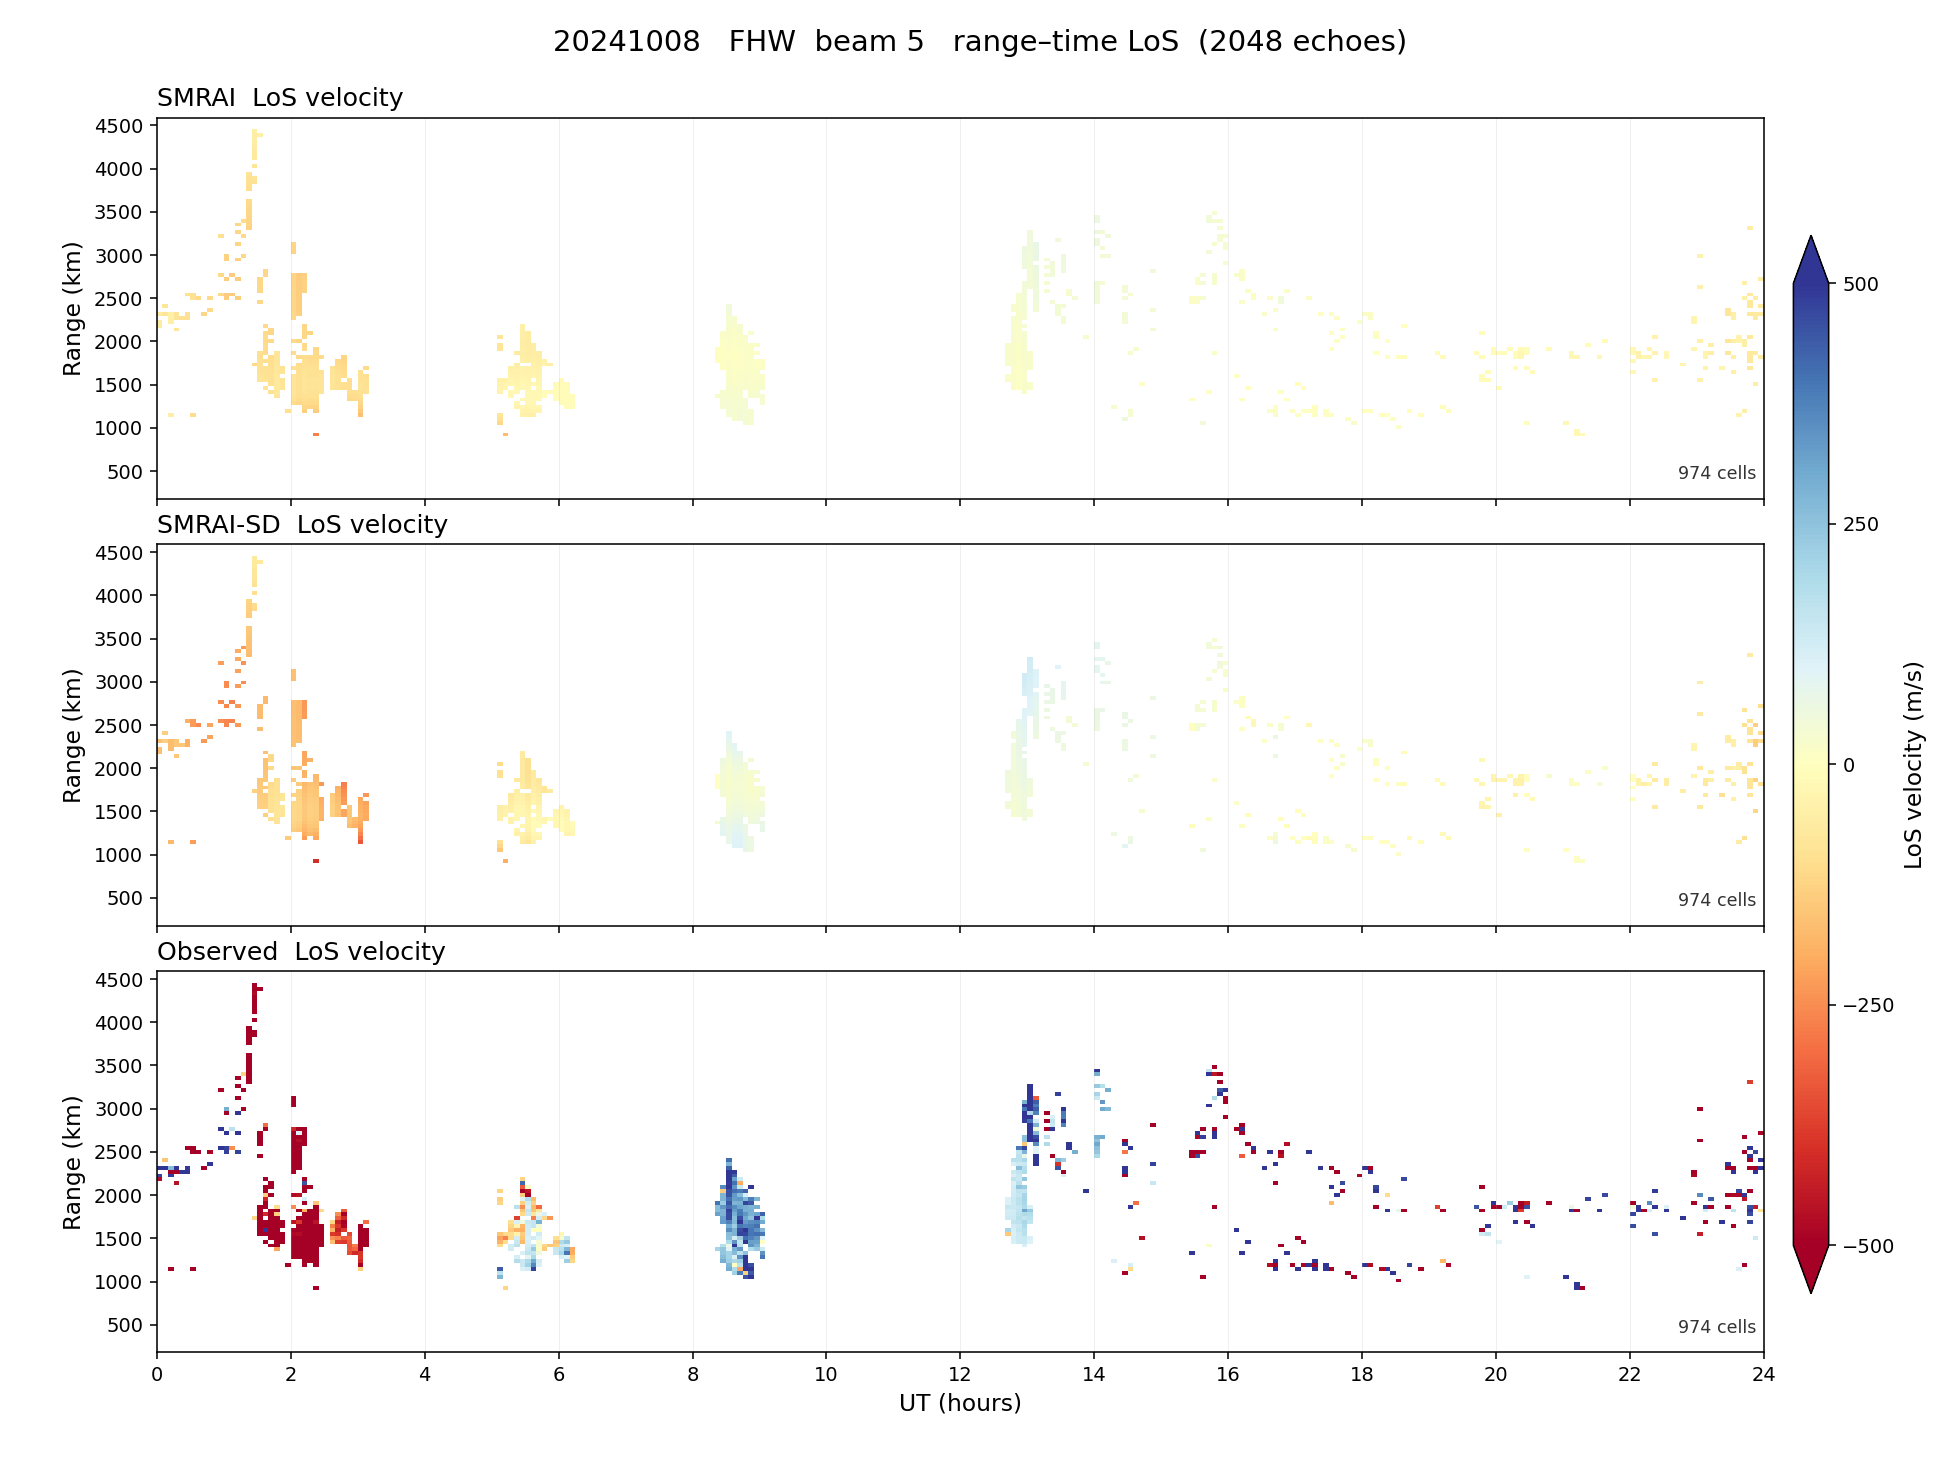 20241008 FHW beam 5 range–time LoS (2048 echoes)
SMRAI LoS velocity
4500
4000
3500
3000
2500
2000
1500
1000
500
Range (km)
974 cells
SMRAI-SD LoS velocity
4500
4000
3500
3000
2500
2000
1500
1000
500
Range (km)
974 cells
Observed LoS velocity
4500
4000
3500
3000
2500
2000
1500
1000
500
Range (km)
974 cells
0 2 4 6 8 10 12 14 16 18 20 22 24
UT (hours)
500
250
0
−250
−500
LoS velocity (m/s)